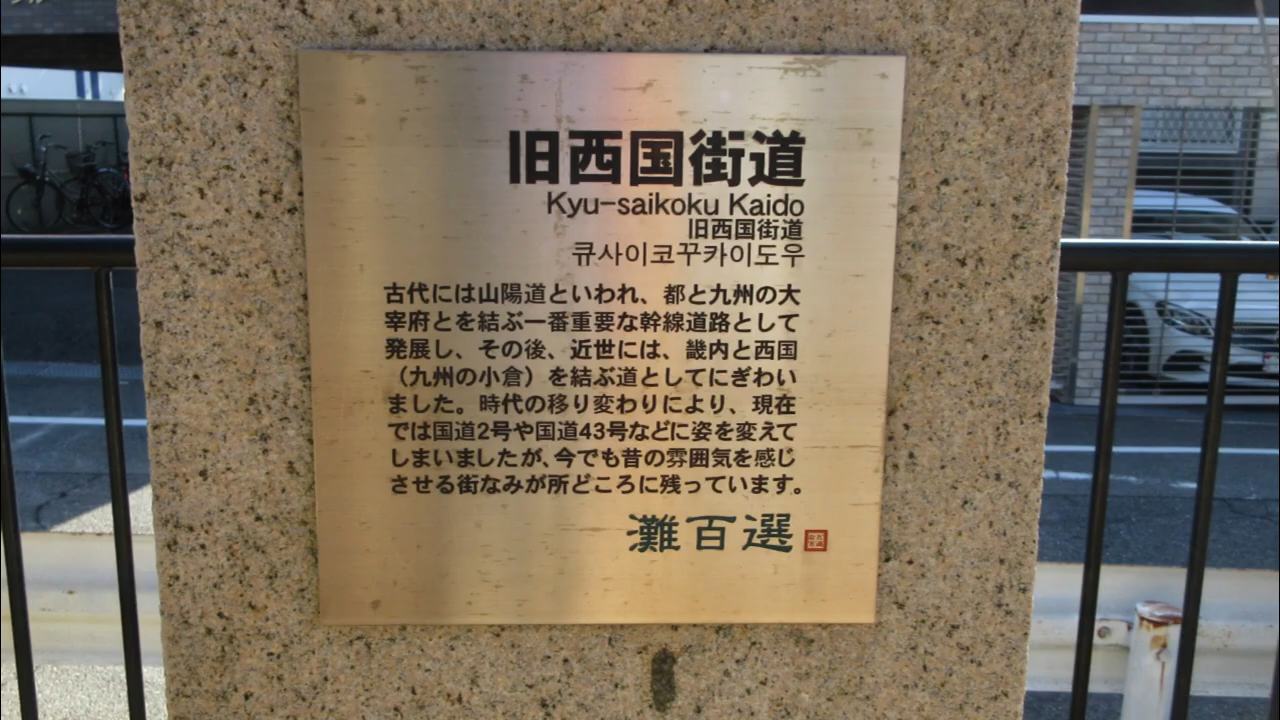 旧西国街道
Kyu-saikoku Kaido
旧西国街道
큐사이코꾸카이도우
古代には山陽道といわれ、都と九州の大
宰府とを結ぶ一番重要な幹線道路として
発展し、その後、近世には、畿内と西国
（九州の小倉）を結ぶ道としてにぎわい
ました。時代の移り変わりにより、現在
では国道2号や国道43号などに姿を変えて
しまいましたが、今でも昔の雰囲気を感じ
させる街なみが所どころに残っています。
灘百選